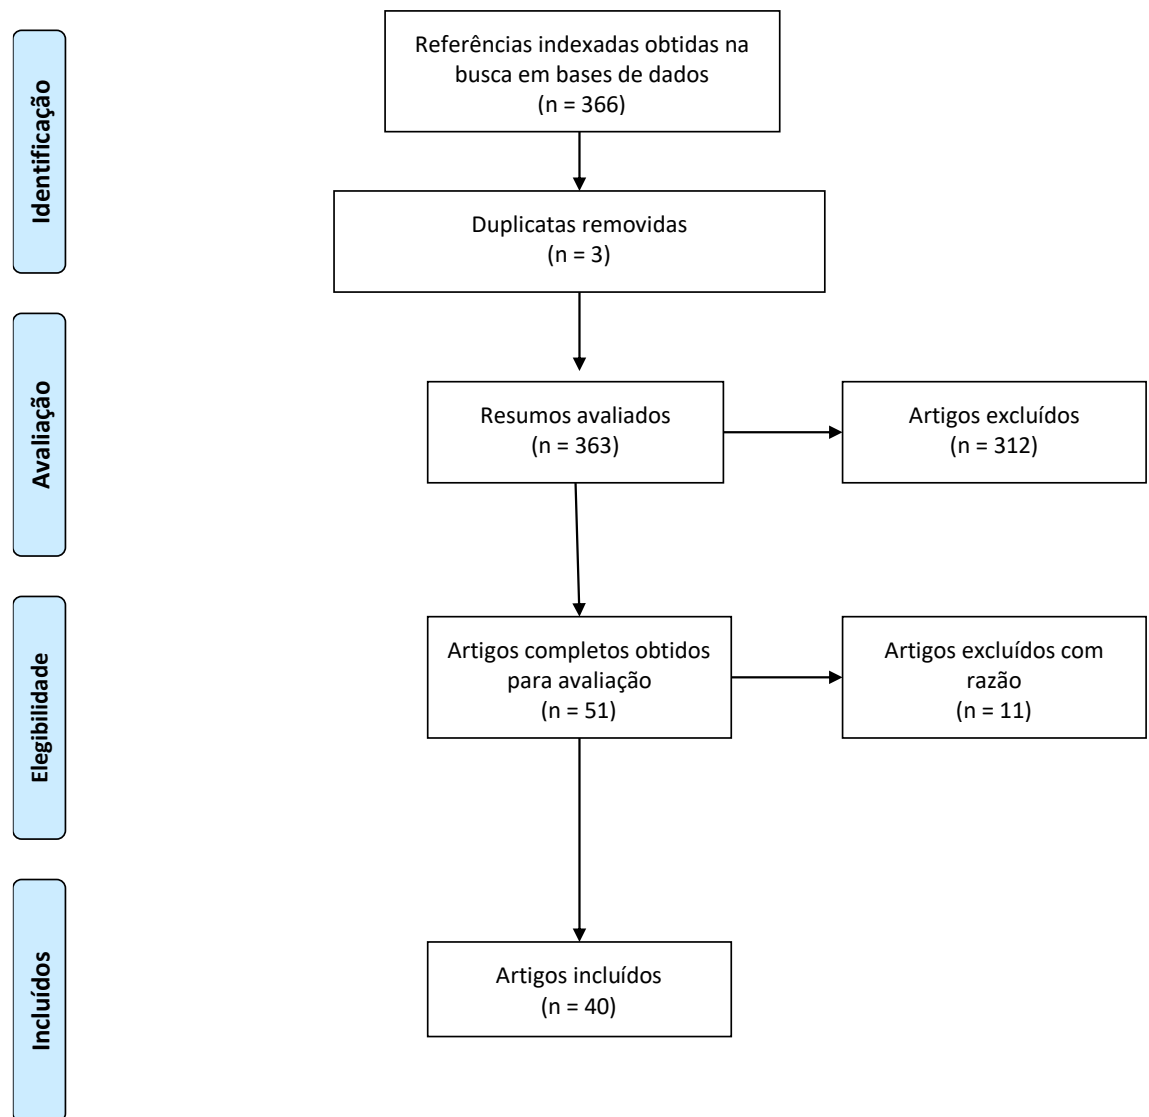 Identificação
Referências indexadas obtidas na
busca em bases de dados
(n = 366)
Duplicatas removidas
(n = 3)
Avaliação
Resumos avaliados
(n = 363)
Artigos excluídos
(n = 312)
Elegibilidade
Artigos completos obtidos
para avaliação
(n = 51)
Artigos excluídos com
razão
(n = 11)
Incluídos
Artigos incluídos
(n = 40)